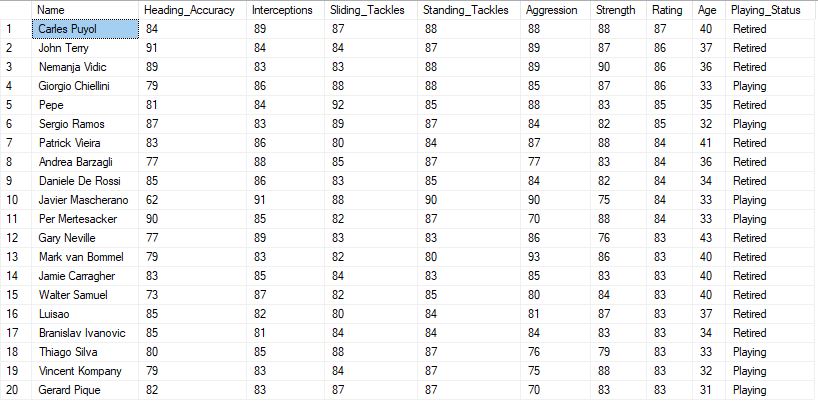 Name Heading_Accuracy Interceptions Sliding_Tackles Standing_Tackles Aggression Strength Rating Age Playing_Status
1 Carles Puyol 84 89 87 88 88 88 87 40 Retired
2 John Terry 91 84 84 87 89 87 86 37 Retired
3 Nemanja Vidic 89 83 83 88 89 90 86 36 Retired
4 Giorgio Chiellini 79 86 88 88 85 87 86 33 Playing
5 Pepe 81 84 92 85 88 83 85 35 Retired
6 Sergio Ramos 87 83 89 87 84 82 85 32 Playing
7 Patrick Vieira 83 86 80 84 87 88 84 41 Retired
8 Andrea Barzagli 77 88 85 87 77 83 84 36 Retired
9 Daniele De Rossi 85 86 83 85 84 82 84 34 Retired
10 Javier Mascherano 62 91 88 90 90 75 84 33 Playing
11 Per Mertesacker 90 85 82 87 70 88 84 33 Playing
12 Gary Neville 77 89 83 83 86 76 83 43 Retired
13 Mark van Bommel 79 83 82 80 93 86 83 40 Retired
14 Jamie Carragher 83 85 84 83 85 83 83 40 Retired
15 Walter Samuel 73 87 82 85 80 84 83 40 Retired
16 Luisao 85 82 80 84 81 87 83 37 Retired
17 Branislav Ivanovic 85 81 84 84 84 83 83 34 Retired
18 Thiago Silva 80 85 88 87 76 79 83 33 Playing
19 Vincent Kompany 79 83 84 87 75 88 83 32 Playing
20 Gerard Pique 82 83 87 87 70 83 83 31 Playing